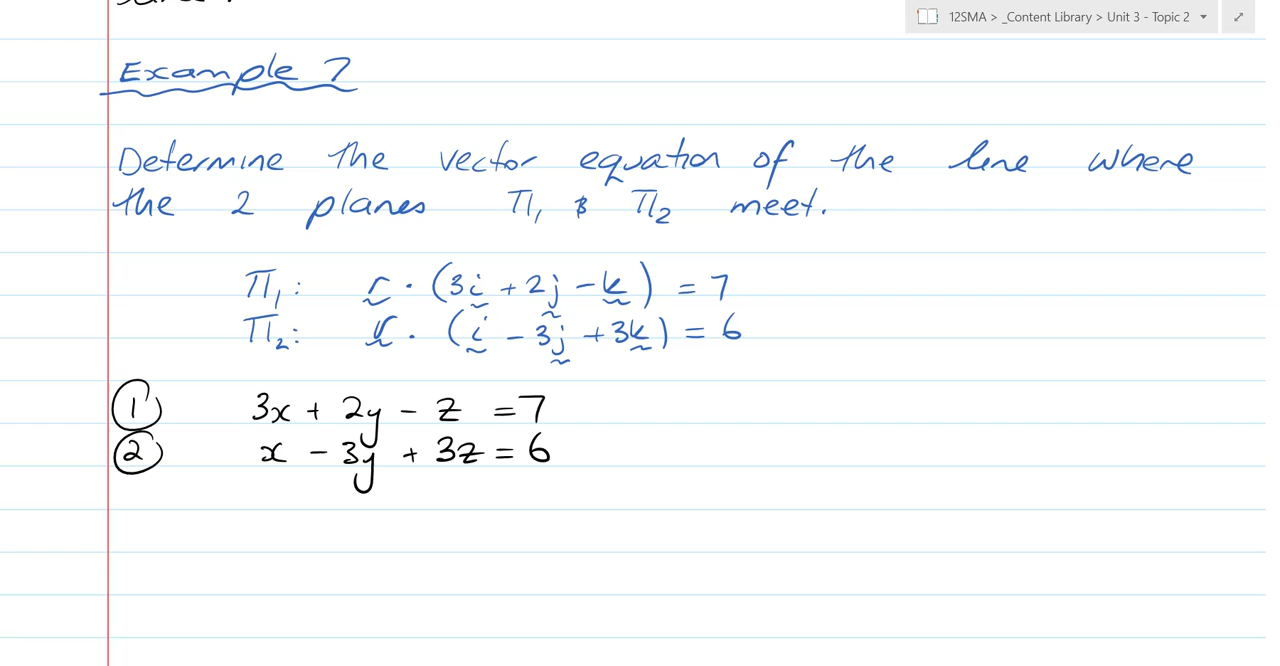 12SMA > _Content Library > Unit 3 - Topic 2
Example 7
Determine the vector equation of the line where
the 2 planes Π₁ & Π₂ meet.
Π₁: r · (3i + 2j - k) = 7
Π₂: r · (i - 3j + 3k) = 6
① 3x + 2y - z = 7
② x - 3y + 3z = 6